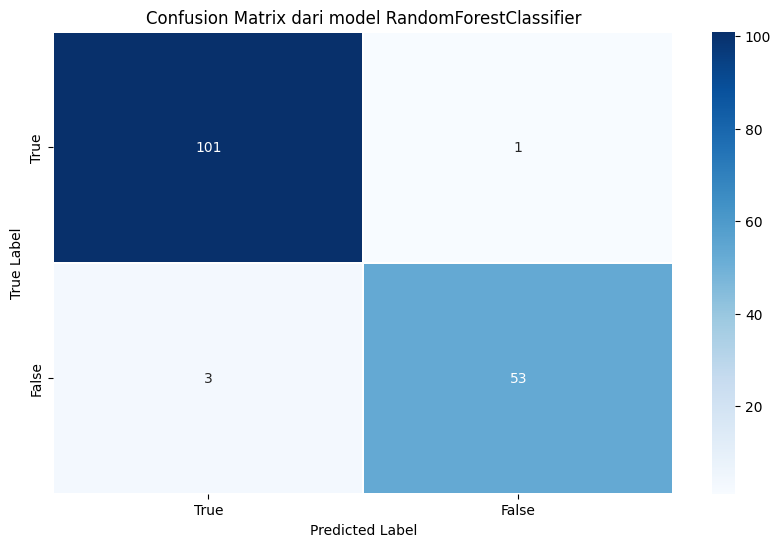 Confusion Matrix dari model RandomForestClassifier
True Label
True
False
101
1
3
53
True
False
Predicted Label
100
80
60
40
20